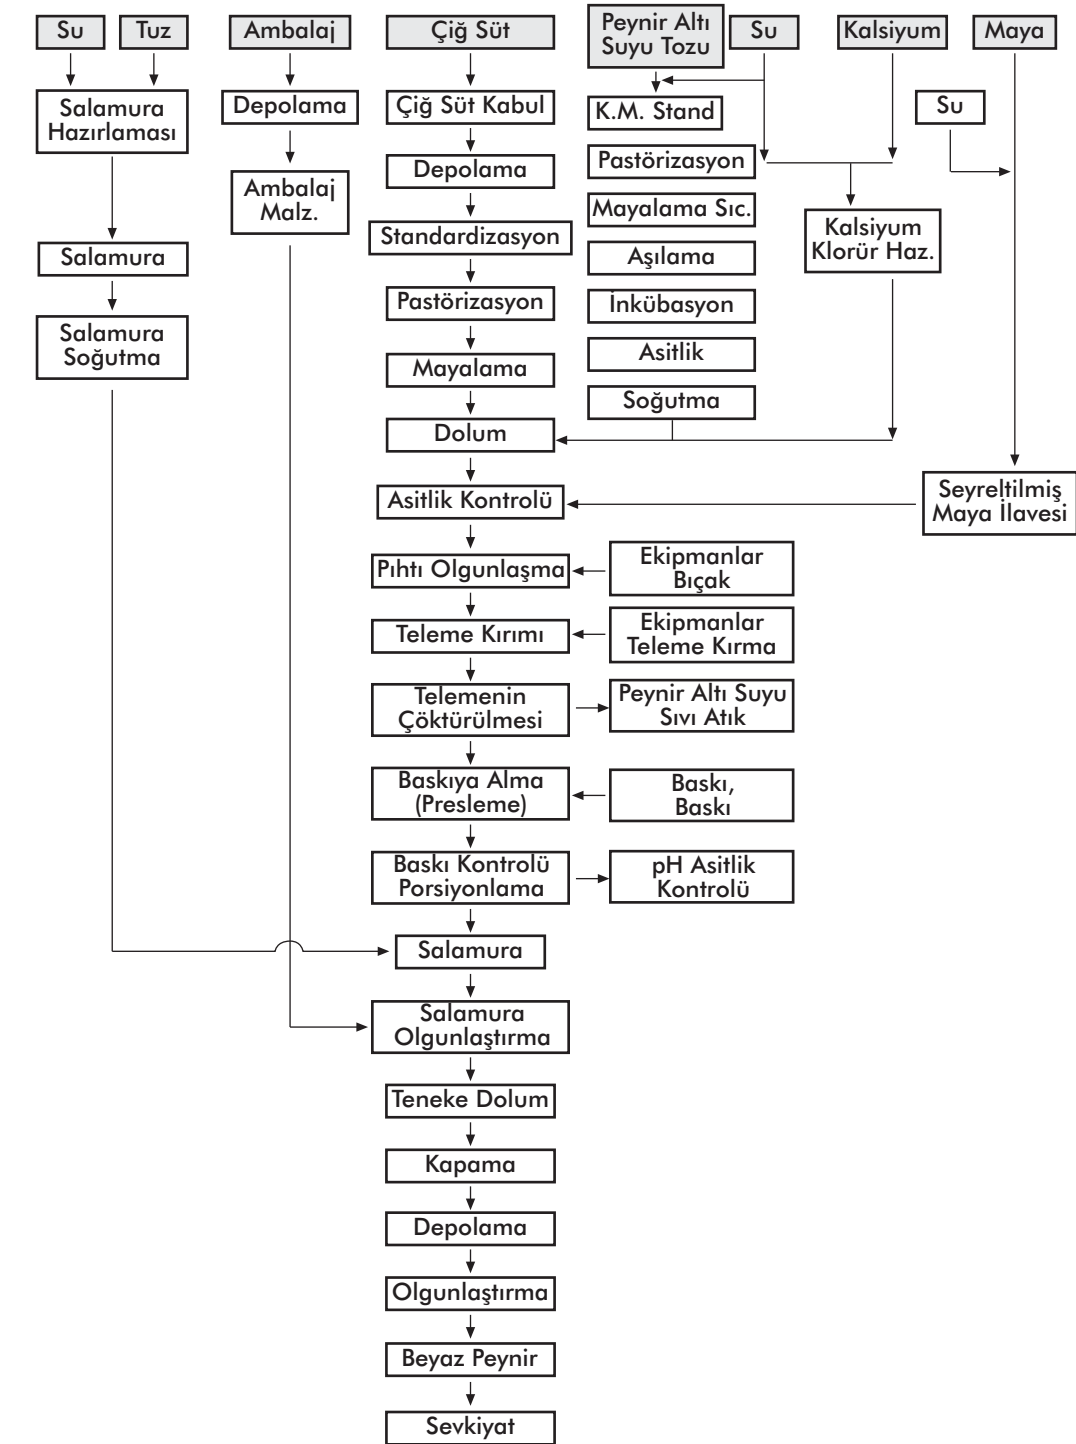 Su
Tuz
Ambalaj
Çiğ Süt
Peynir Altı
Suyu Tozu
Su
Kalsiyum
Maya
Salamura
Hazırlaması
Depolama
Çiğ Süt Kabul
K.M. Stand
Su
Pastörizasyon
Depolama
Ambalaj
Malz.
Mayalama Sıc.
Kalsiyum
Klorür Haz.
Standardizasyon
Salamura
Aşılama
Pastörizasyon
İnkübasyon
Salamura
Soğutma
Mayalama
Asitlik
Soğutma
Dolum
Asitlik Kontrolü
Seyreltilmiş
Maya İlavesi
Pıhtı Olgunlaşma
Ekipmanlar
Bıçak
Teleme Kırımı
Ekipmanlar
Teleme Kırma
Telemenin
Çöktürülmesi
Peynir Altı Suyu
Sıvı Atık
Baskıya Alma
(Presleme)
Baskı,
Baskı
Baskı Kontrolü
Porsiyonlama
pH Asitlik
Kontrolü
Salamura
Salamura
Olgunlaştırma
Teneke Dolum
Kapama
Depolama
Olgunlaştırma
Beyaz Peynir
Sevkiyat